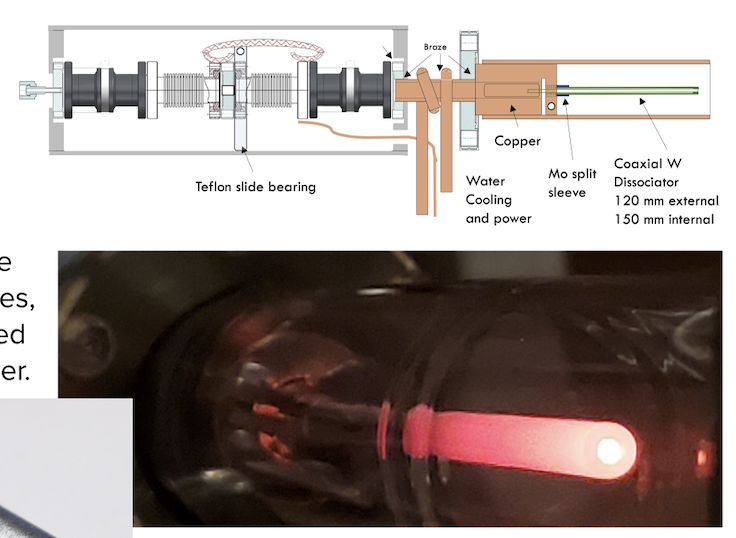 Braze
Copper
Teflon slide bearing
Water
Cooling
and power
Mo split
sleeve
Coaxial W
Dissociator
120 mm external
150 mm internal
e
es,
ed
er.